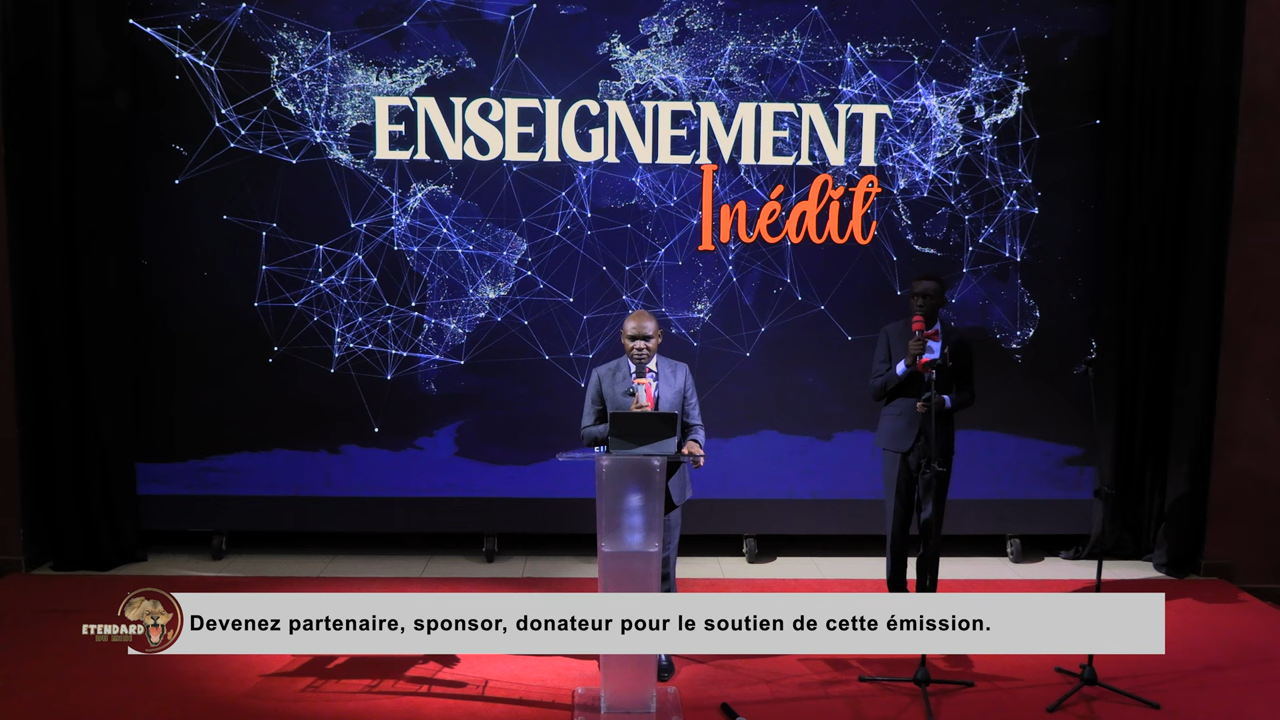 ENSEIGNEMENT
Inédit
ETENDARD
Devenez partenaire, sponsor, donateur pour le soutien de cette émission.